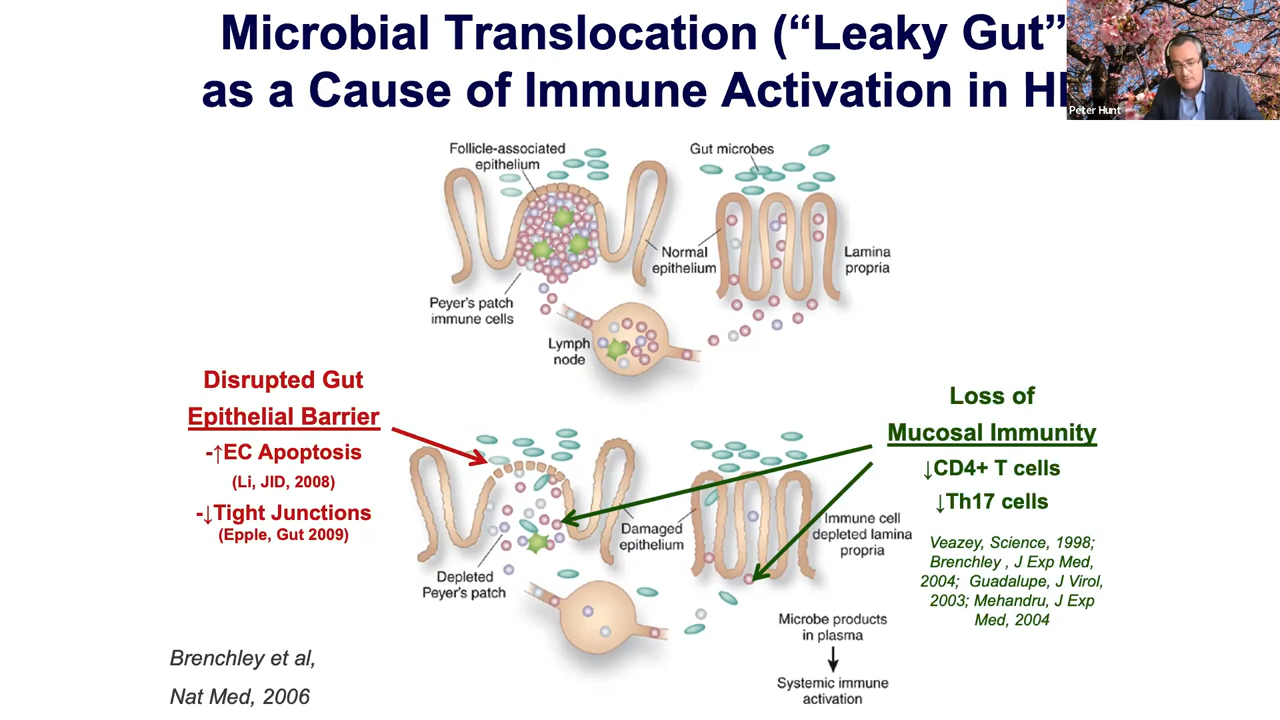 Microbial Translocation (“Leaky Gut”
as a Cause of Immune Activation in HI
Peter Hunt
Follicle-associated
epithelium
Gut microbes
Normal
epithelium
Lamina
propria
Peyer's patch
immune cells
Lymph
node
Disrupted Gut
Epithelial Barrier
-↑EC Apoptosis
(Li, JID, 2008)
-↓Tight Junctions
(Epple, Gut 2009)
Loss of
Mucosal Immunity
↓CD4+ T cells
↓Th17 cells
Veazey, Science, 1998;
Brenchley , J Exp Med,
2004; Guadalupe, J Virol,
2003; Mehandru, J Exp
Med, 2004
Damaged
epithelium
Immune cell
depleted lamina
propria
Depleted
Peyer's patch
Microbe products
in plasma
Systemic immune
activation
Brenchley et al,
Nat Med, 2006